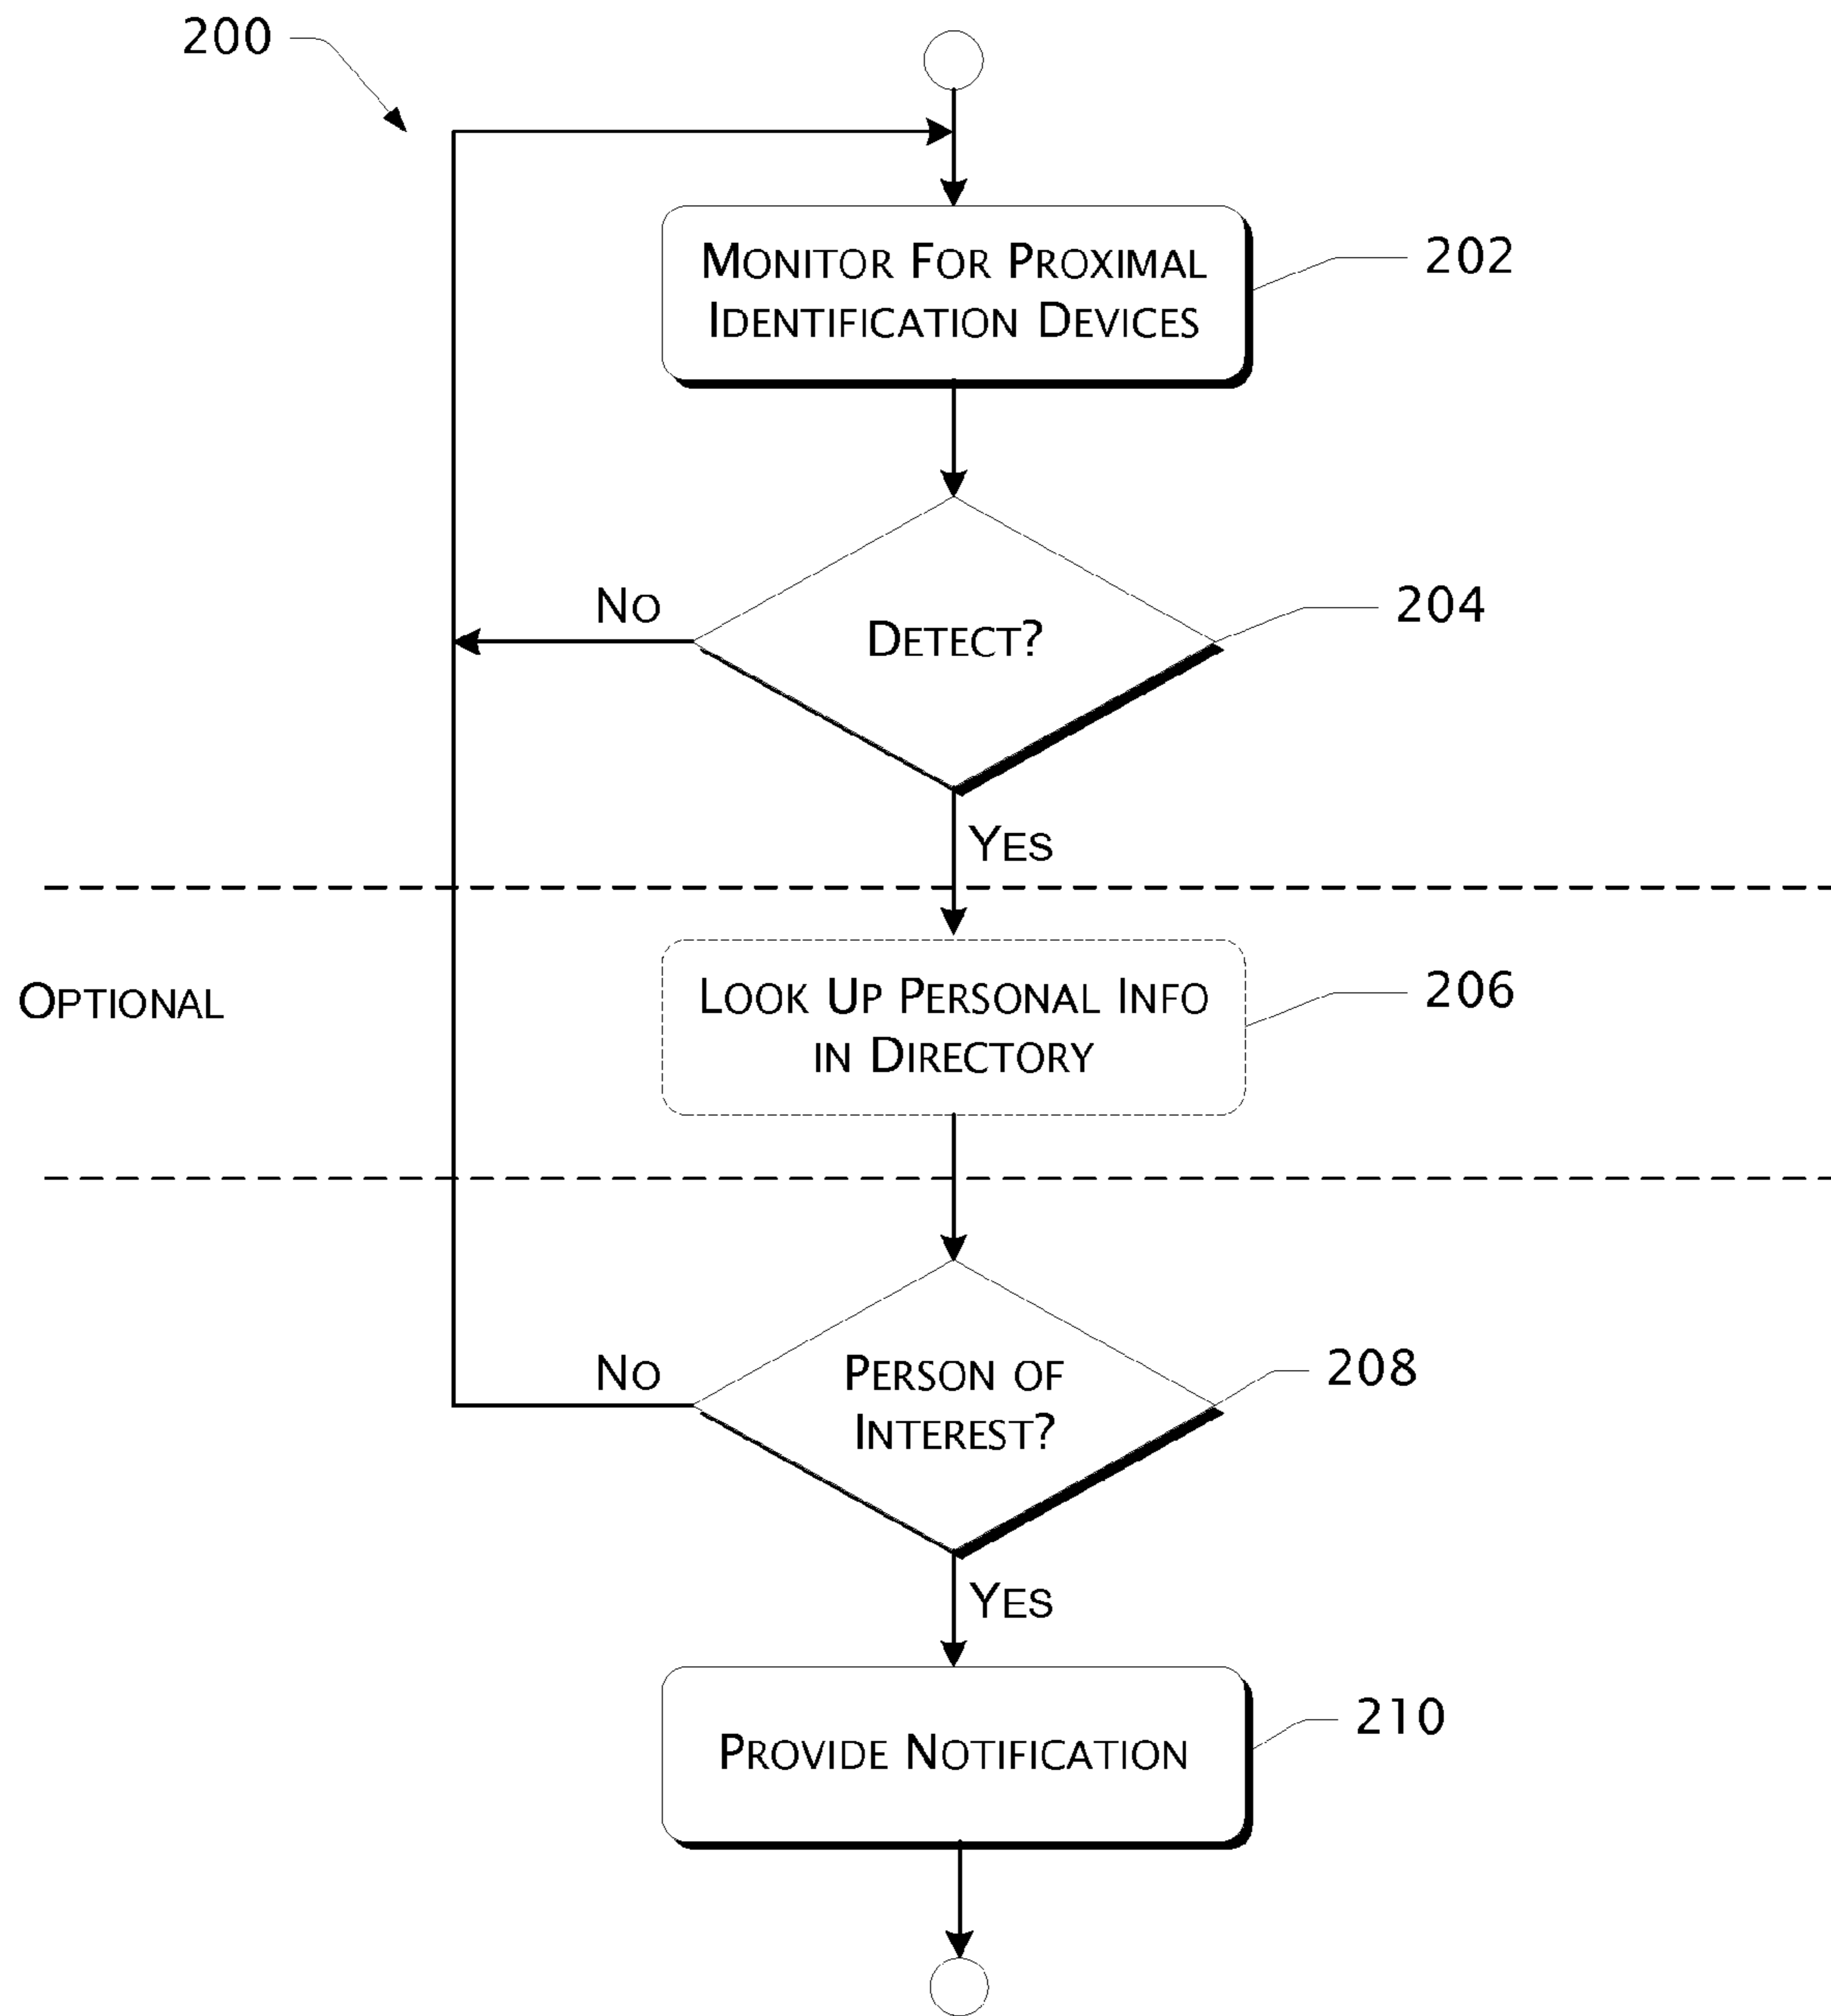 200
MONITOR FOR PROXIMAL
IDENTIFICATION DEVICES
202
NO
DETECT?
204
YES
OPTIONAL
LOOK UP PERSONAL INFO
IN DIRECTORY
206
NO
PERSON OF
INTEREST?
208
YES
PROVIDE NOTIFICATION
210